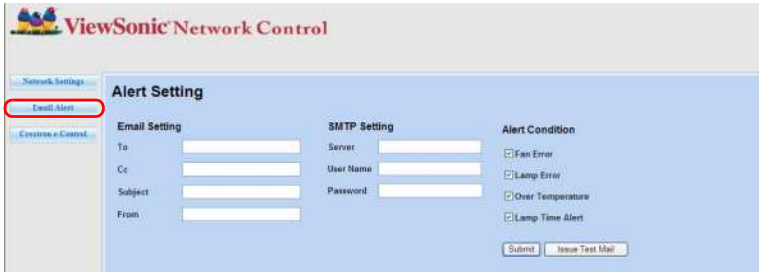 ViewSonic Network Control
Network Settings
Email Alert
Crestron e-Control
Alert Setting
Email Setting
To
Cc
Subject
From
SMTP Setting
Server
User Name
Password
Alert Condition
Fan Error
Lamp Error
Over Temperature
Lamp Time Alert
Submit
Issue Test Mail